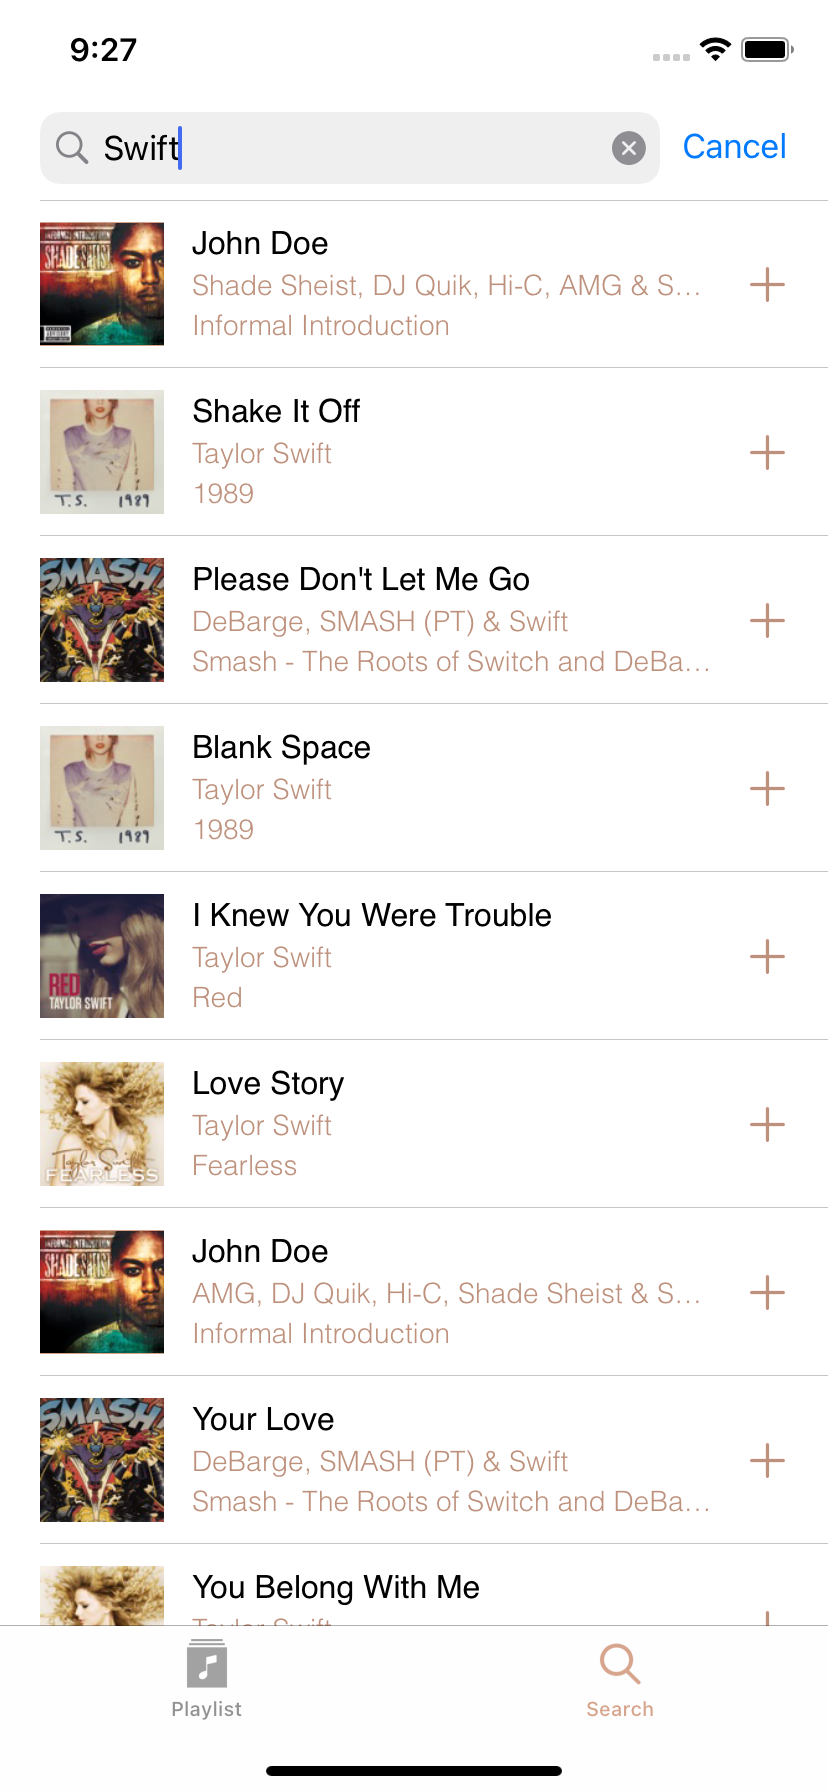 9:27
Swift
Cancel
SHADE SHEIST
John Doe
Shade Sheist, DJ Quik, Hi-C, AMG & S...
Informal Introduction
T.S. 1989
Shake It Off
Taylor Swift
1989
SMASH
Please Don't Let Me Go
DeBarge, SMASH (PT) & Swift
Smash - The Roots of Switch and DeBa...
T.S. 1989
Blank Space
Taylor Swift
1989
RED
TAYLOR SWIFT
I Knew You Were Trouble
Taylor Swift
Red
Taylor Swift
FEARLESS
Love Story
Taylor Swift
Fearless
SHADE SHEIST
John Doe
AMG, DJ Quik, Hi-C, Shade Sheist & S...
Informal Introduction
SMASH
Your Love
DeBarge, SMASH (PT) & Swift
Smash - The Roots of Switch and DeBa...
You Belong With Me
Taylor Swift
Playlist
Search